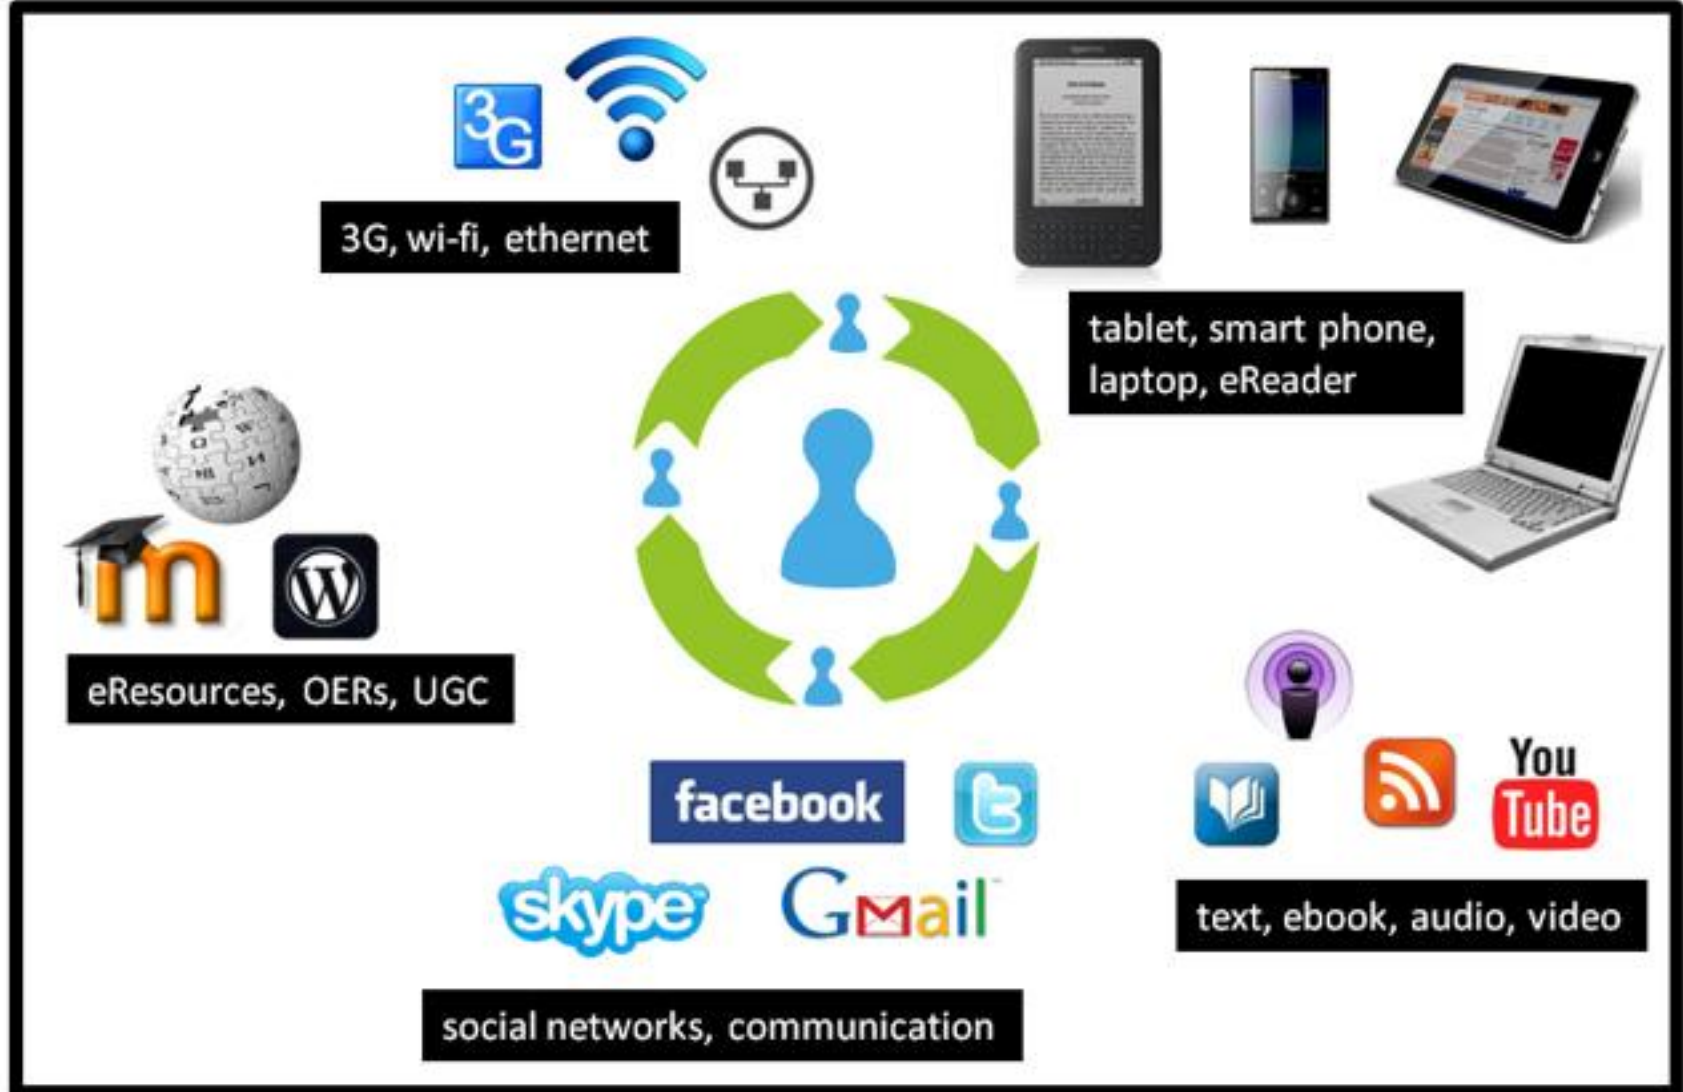 3G
3G, wi-fi, ethernet
tablet, smart phone,
laptop, eReader
W
eResources, OERs, UGC
facebook
t
skype
Gmail
You
Tube
text, ebook, audio, video
social networks, communication